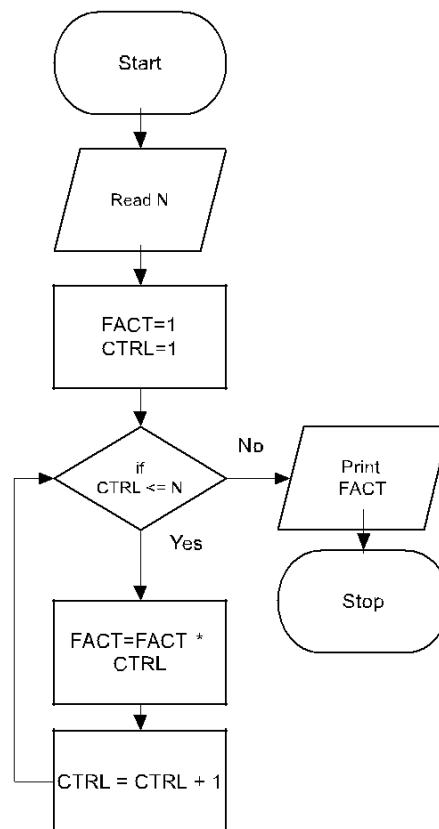 Start
Read N
FACT=1
CTRL=1
if
CTRL <= N
No
Print
FACT
Yes
Stop
FACT=FACT *
CTRL
CTRL = CTRL + 1